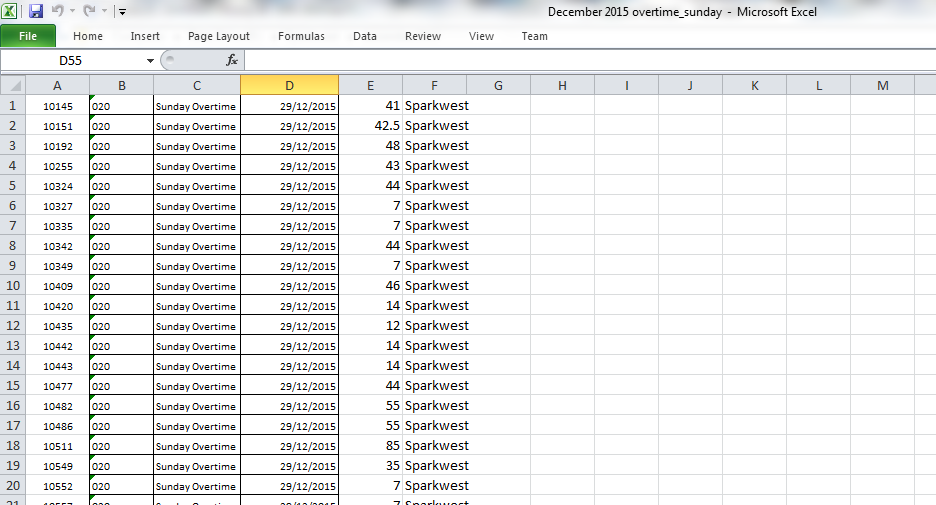 December 2015 overtime_sunday - Microsoft Excel
File Home Insert Page Layout Formulas Data Review View Team
D55 fx
A B C D E F G H I J K L M
1 10145 020 Sunday Overtime 29/12/2015 41 Sparkwest
2 10151 020 Sunday Overtime 29/12/2015 42.5 Sparkwest
3 10192 020 Sunday Overtime 29/12/2015 48 Sparkwest
4 10255 020 Sunday Overtime 29/12/2015 43 Sparkwest
5 10324 020 Sunday Overtime 29/12/2015 44 Sparkwest
6 10327 020 Sunday Overtime 29/12/2015 7 Sparkwest
7 10335 020 Sunday Overtime 29/12/2015 7 Sparkwest
8 10342 020 Sunday Overtime 29/12/2015 44 Sparkwest
9 10349 020 Sunday Overtime 29/12/2015 7 Sparkwest
10 10409 020 Sunday Overtime 29/12/2015 46 Sparkwest
11 10420 020 Sunday Overtime 29/12/2015 14 Sparkwest
12 10435 020 Sunday Overtime 29/12/2015 12 Sparkwest
13 10442 020 Sunday Overtime 29/12/2015 14 Sparkwest
14 10443 020 Sunday Overtime 29/12/2015 14 Sparkwest
15 10477 020 Sunday Overtime 29/12/2015 44 Sparkwest
16 10482 020 Sunday Overtime 29/12/2015 55 Sparkwest
17 10486 020 Sunday Overtime 29/12/2015 55 Sparkwest
18 10511 020 Sunday Overtime 29/12/2015 85 Sparkwest
19 10549 020 Sunday Overtime 29/12/2015 35 Sparkwest
20 10552 020 Sunday Overtime 29/12/2015 7 Sparkwest